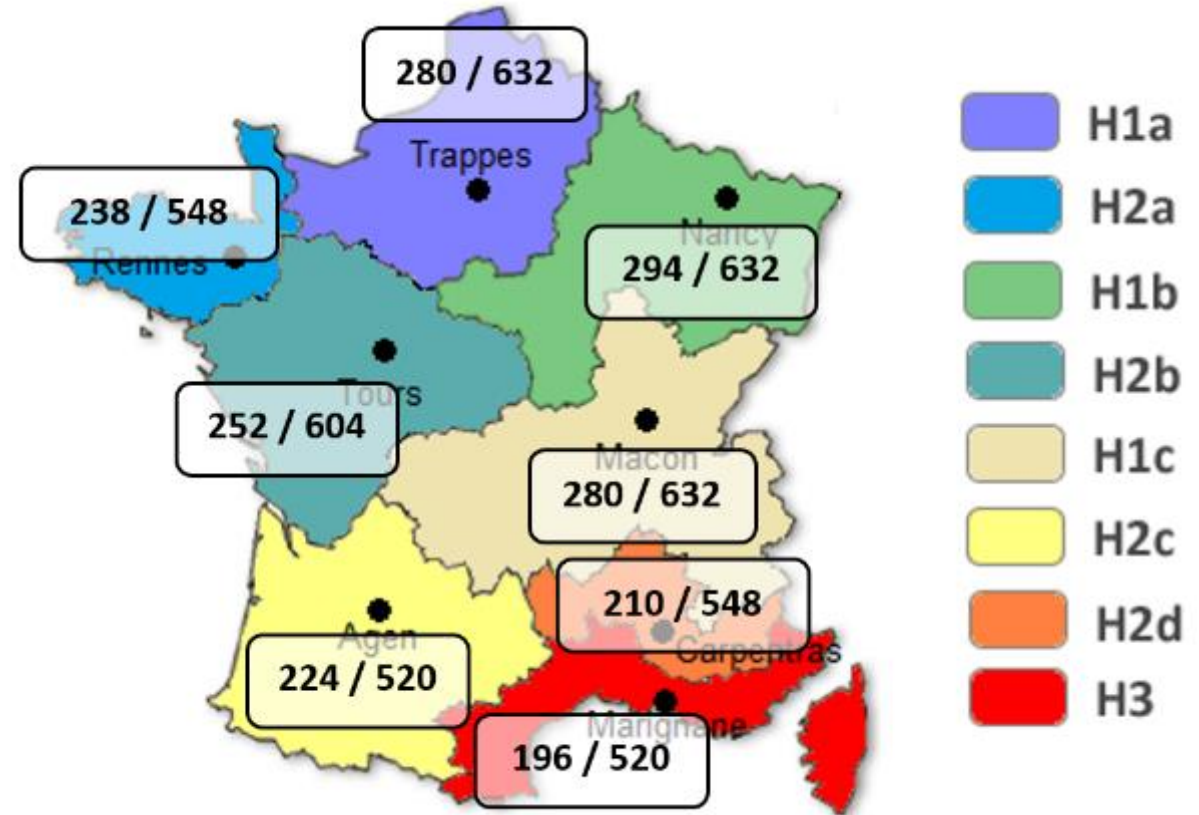 280 / 632
Trappes
238 / 548
Rennes
Nancy
294 / 632
Tours
252 / 604
Macon
280 / 632
210 / 548
Carpentras
Agen
224 / 520
Marignane
196 / 520
H1a
H2a
H1b
H2b
H1c
H2c
H2d
H3